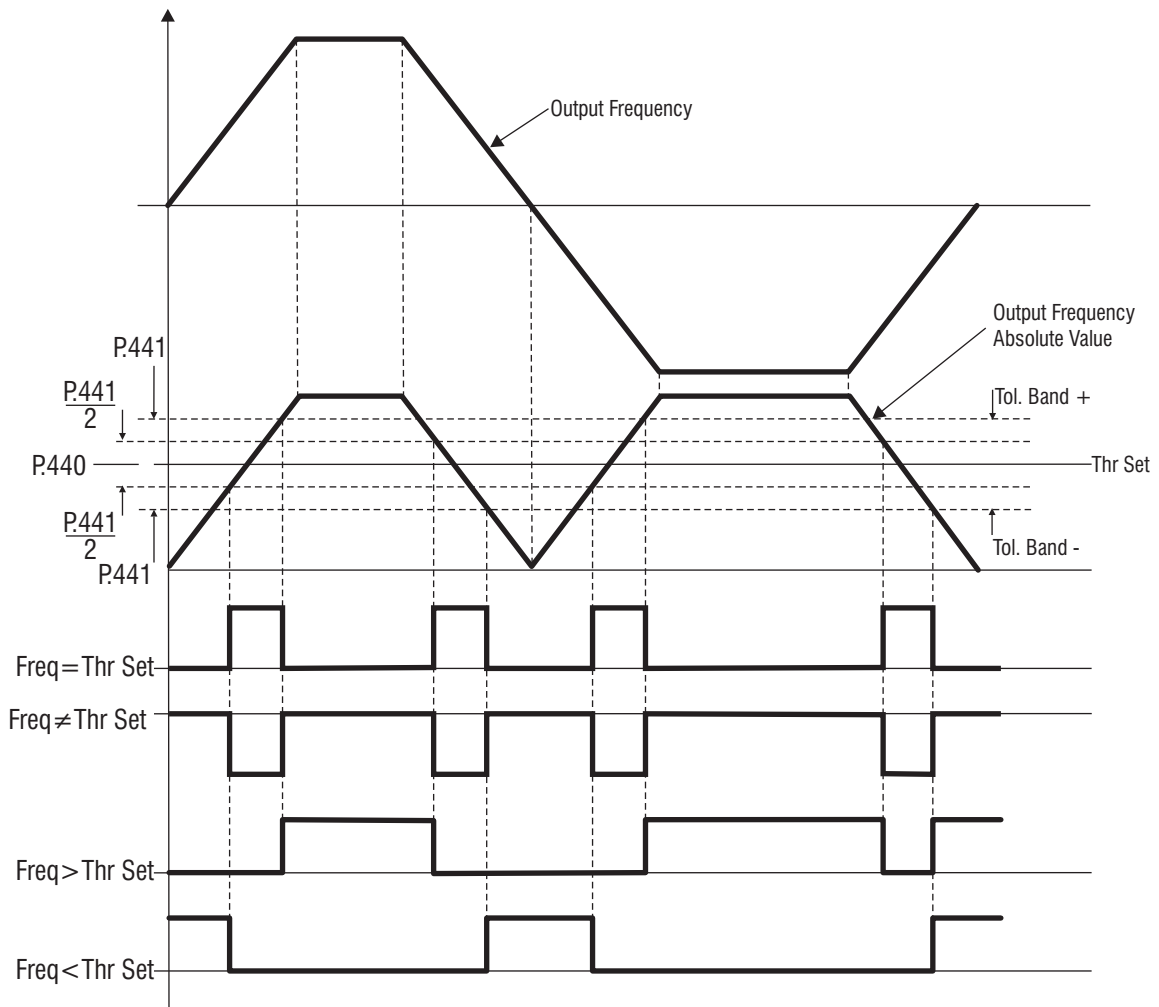 Output Frequency
Output Frequency
Absolute Value
P.441
P.441
2
Tol. Band +
P.440
Thr Set
P.441
2
Tol. Band -
P.441
Freq=Thr Set
Freq≠Thr Set
Freq>Thr Set
Freq<Thr Set